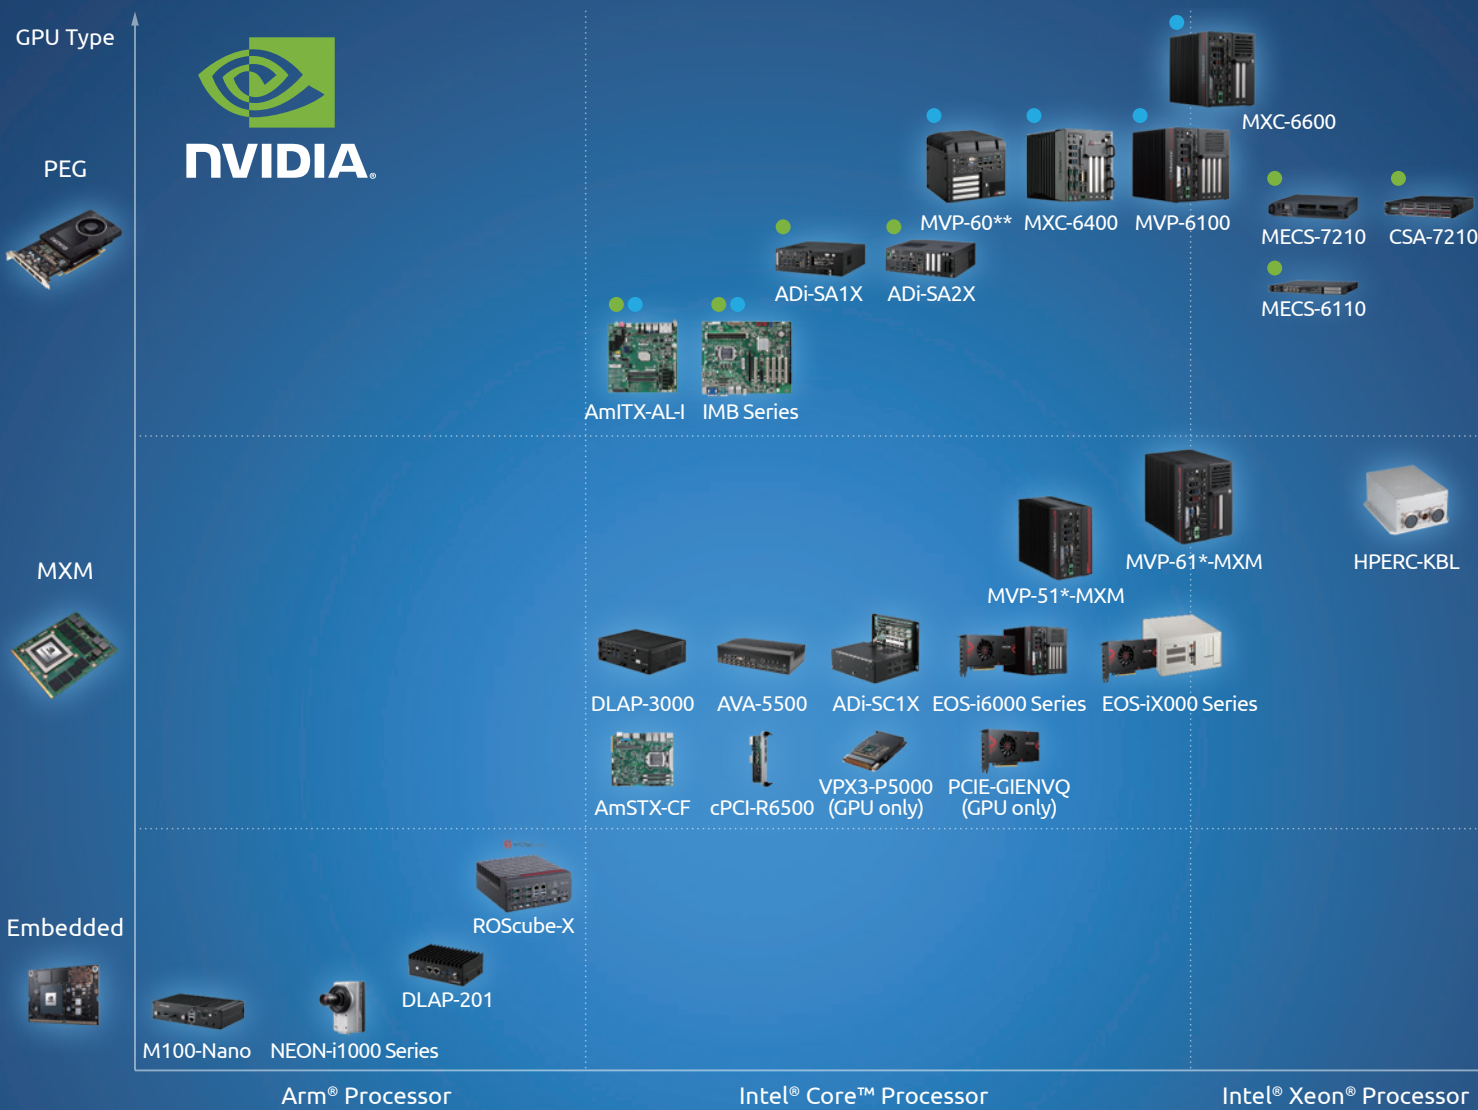 GPU Type
NVIDIA.
MXC-6600
PEG
MVP-60** MXC-6400 MVP-6100
MECS-7210 CSA-7210
ADi-SA1X ADi-SA2X
MECS-6110
AmITX-AL-I IMB Series
MXM
MVP-61*-MXM
HPERC-KBL
MVP-51*-MXM
DLAP-3000 AVA-5500 ADi-SC1X EOS-i6000 Series EOS-iX000 Series
VPX3-P5000 PCIE-GIENVQ
AmSTX-CF cPCI-R6500 (GPU only) (GPU only)
Embedded
ROScube-X
DLAP-201
M100-Nano NEON-i1000 Series
Arm® Processor Intel® Core™ Processor Intel® Xeon® Processor